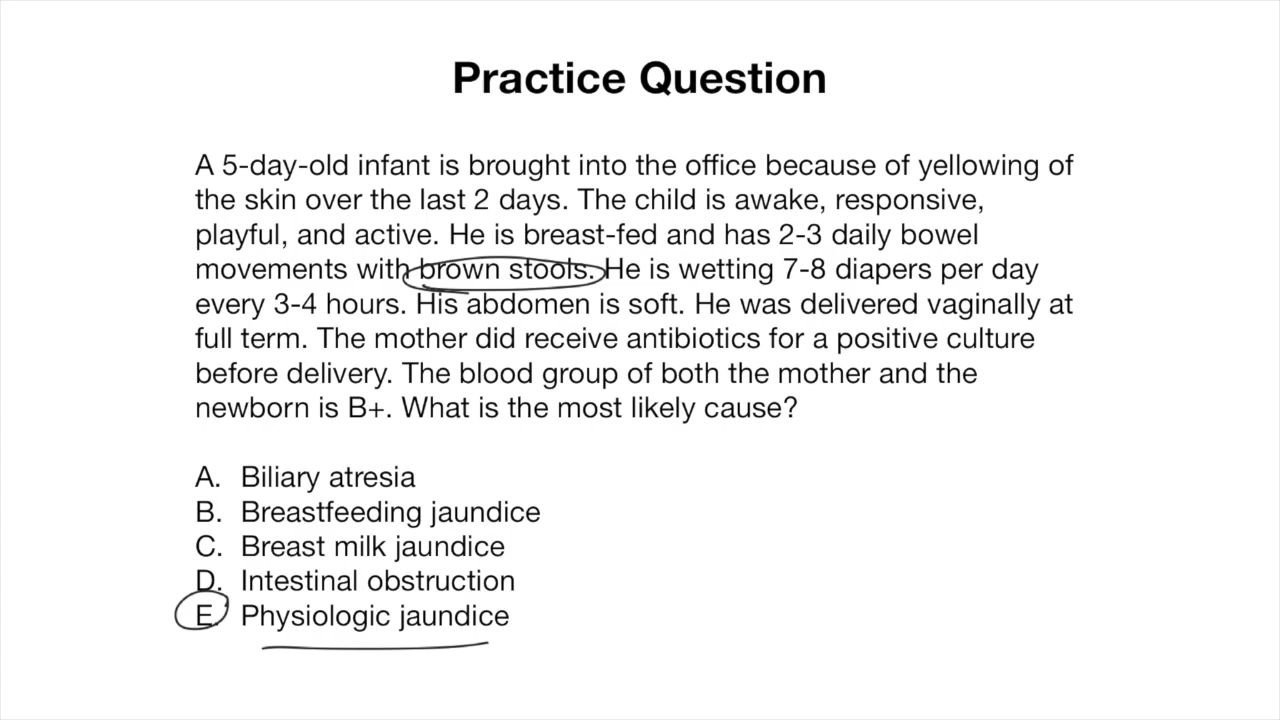 Practice Question
A 5-day-old infant is brought into the office because of yellowing of
the skin over the last 2 days. The child is awake, responsive,
playful, and active. He is breast-fed and has 2-3 daily bowel
movements with brown stools. He is wetting 7-8 diapers per day
every 3-4 hours. His abdomen is soft. He was delivered vaginally at
full term. The mother did receive antibiotics for a positive culture
before delivery. The blood group of both the mother and the
newborn is B+. What is the most likely cause?
A. Biliary atresia
B. Breastfeeding jaundice
C. Breast milk jaundice
D. Intestinal obstruction
E. Physiologic jaundice